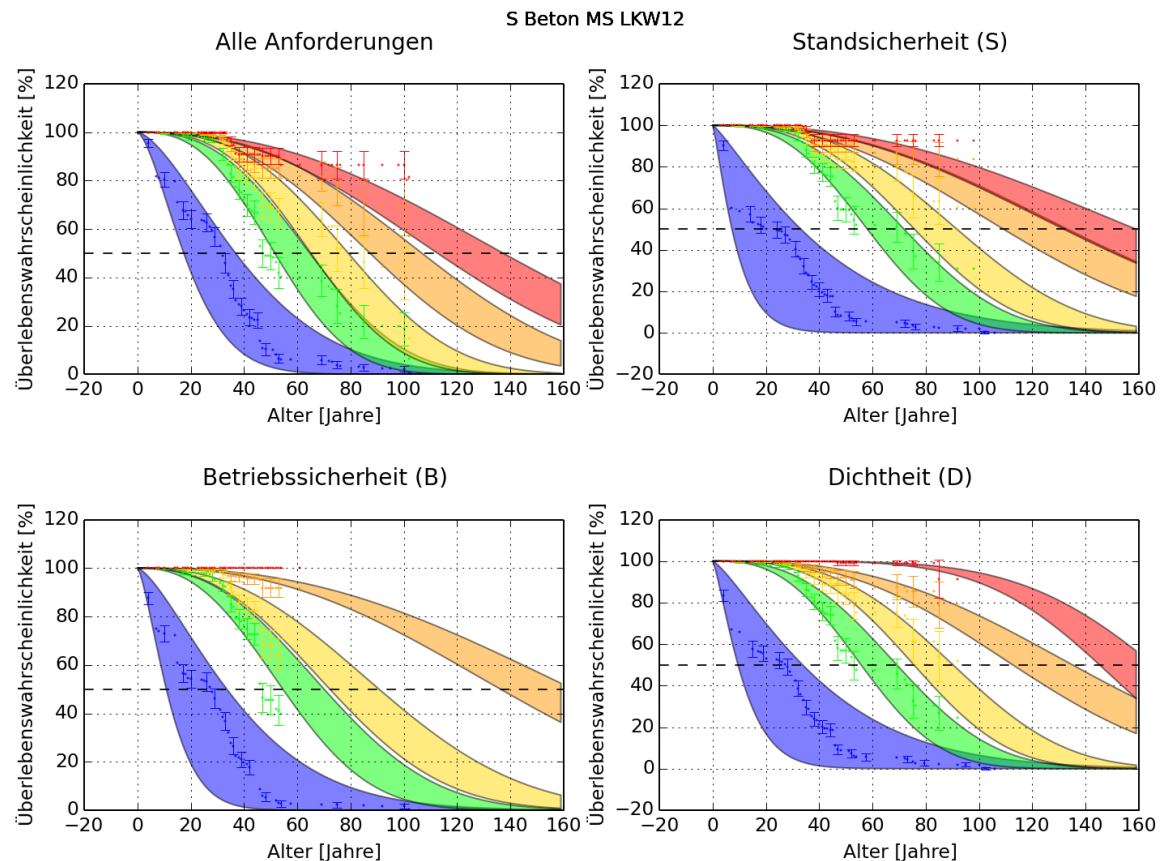 S Beton MS LKW12
Alle Anforderungen
Überlebenswahrscheinlichkeit [%]
120
100
80
60
40
20
0
−20 0 20 40 60 80 100 120 140 160
Alter [Jahre]
Standsicherheit (S)
Überlebenswahrscheinlichkeit [%]
120
100
80
60
40
20
0
−20
−20 0 20 40 60 80 100 120 140 160
Alter [Jahre]
Betriebssicherheit (B)
Überlebenswahrscheinlichkeit [%]
120
100
80
60
40
20
0
−20 0 20 40 60 80 100 120 140 160
Alter [Jahre]
Dichtheit (D)
Überlebenswahrscheinlichkeit [%]
120
100
80
60
40
20
0
−20
−20 0 20 40 60 80 100 120 140 160
Alter [Jahre]